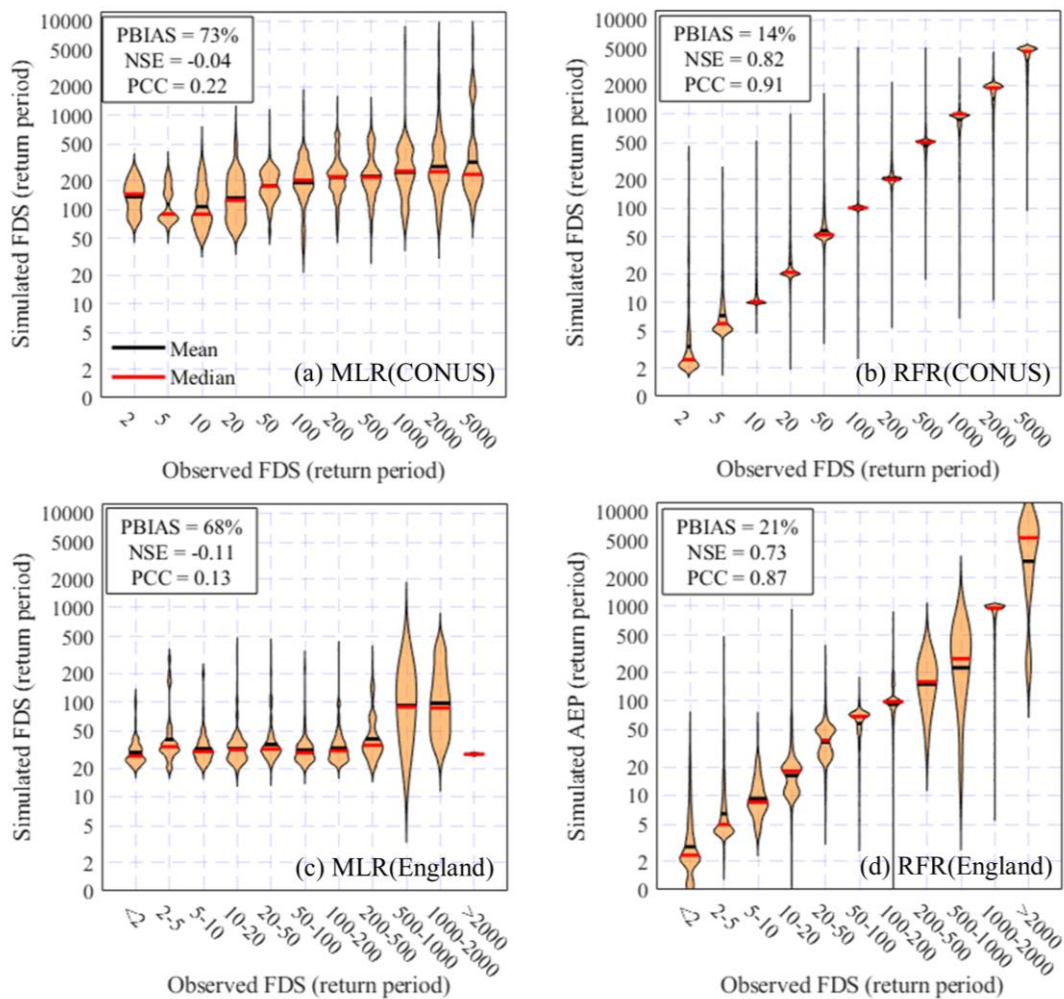 10000
5000
2000
1000
500
200
100
50
20
10
5
2
0
Simulated FDS (return period)
PBIAS = 73%
NSE = -0.04
PCC = 0.22
Mean
Median
(a) MLR(CONUS)
2 5 10 20 50 100 200 500 1000 2000 5000
Observed FDS (return period)
10000
5000
2000
1000
500
200
100
50
20
10
5
2
0
Simulated FDS (return period)
PBIAS = 14%
NSE = 0.82
PCC = 0.91
(b) RFR(CONUS)
2 5 10 20 50 100 200 500 1000 2000 5000
Observed FDS (return period)
10000
5000
2000
1000
500
200
100
50
20
10
5
2
0
Simulated FDS (return period)
PBIAS = 68%
NSE = -0.11
PCC = 0.13
(c) MLR(England)
<2 2-5 5-10 10-20 20-50 50-100 100-200 200-500 500-1000 1000-2000 >2000
Observed FDS (return period)
10000
5000
2000
1000
500
200
100
50
20
10
5
2
0
Simulated AEP (return period)
PBIAS = 21%
NSE = 0.73
PCC = 0.87
(d) RFR(England)
<2 2-5 5-10 10-20 20-50 50-100 100-200 200-500 500-1000 1000-2000 >2000
Observed FDS (return period)